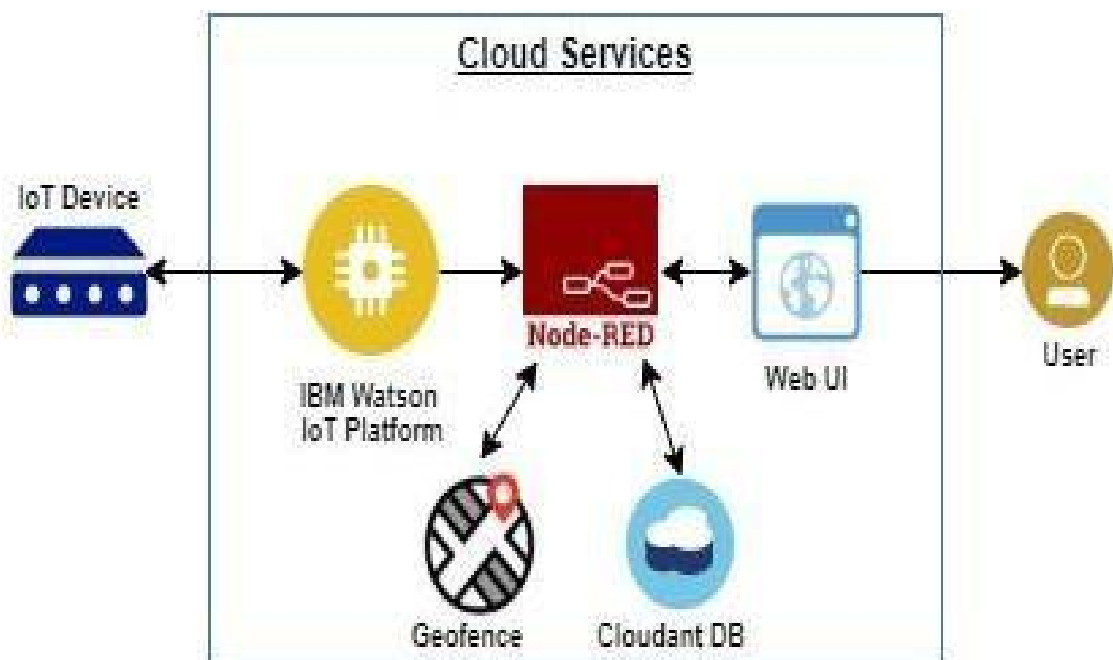 Cloud Services
IoT Device
Node-RED
IBM Watson
IoT Platform
Web UI
User
Geofence
Cloudant DB